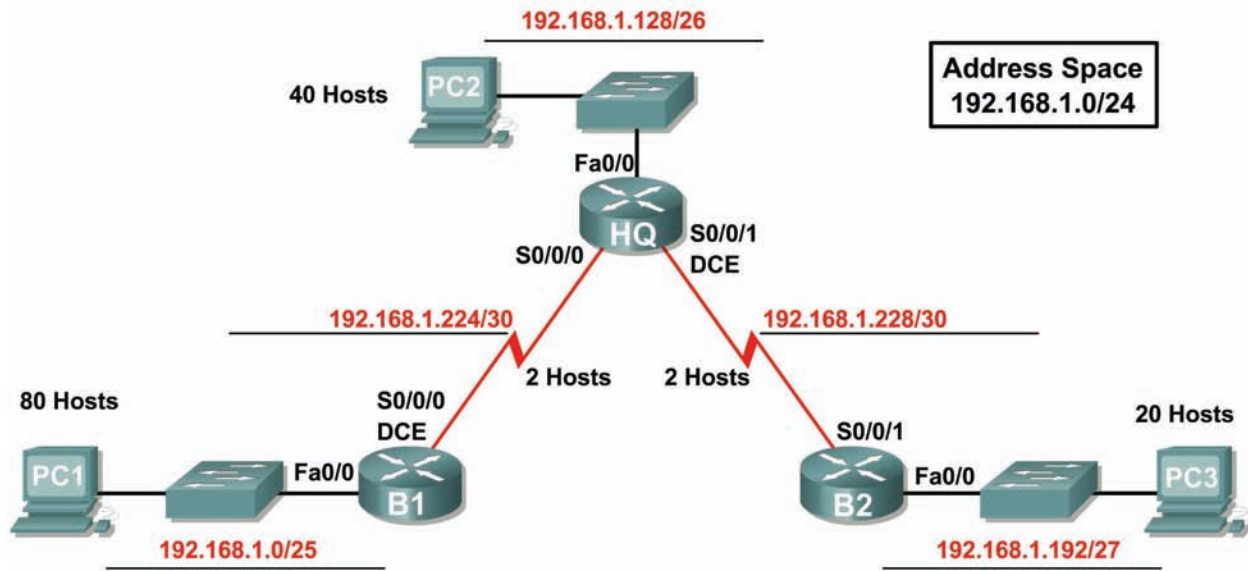 192.168.1.128/26
Address Space
192.168.1.0/24
40 Hosts
PC2
Fa0/0
HQ
S0/0/0
S0/0/1
DCE
192.168.1.224/30
192.168.1.228/30
2 Hosts
2 Hosts
80 Hosts
S0/0/0
DCE
20 Hosts
S0/0/1
PC1
Fa0/0
B1
B2
Fa0/0
PC3
192.168.1.0/25
192.168.1.192/27